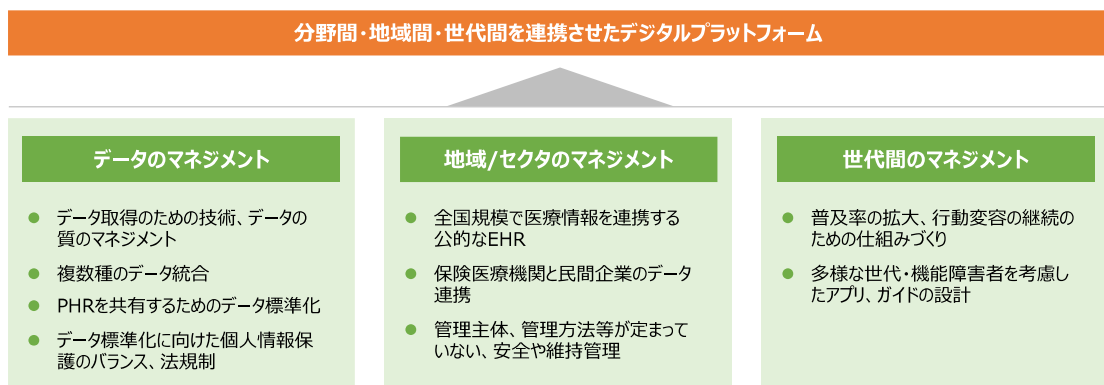 分野間・地域間・世代間を連携させたデジタルプラットフォーム
データのマネジメント
● データ取得のための技術、データの
質のマネジメント
● 複数種のデータ統合
● PHRを共有するためのデータ標準化
● データ標準化に向けた個人情報保
護のバランス、法規制
地域/セクタのマネジメント
● 全国規模で医療情報を連携する
公的なEHR
● 保険医療機関と民間企業のデータ
連携
● 管理主体、管理方法等が定まって
いない、安全や維持管理
世代間のマネジメント
● 普及率の拡大、行動変容の継続の
ための仕組みづくり
● 多様な世代・機能障害者を考慮し
たアプリ、ガイドの設計